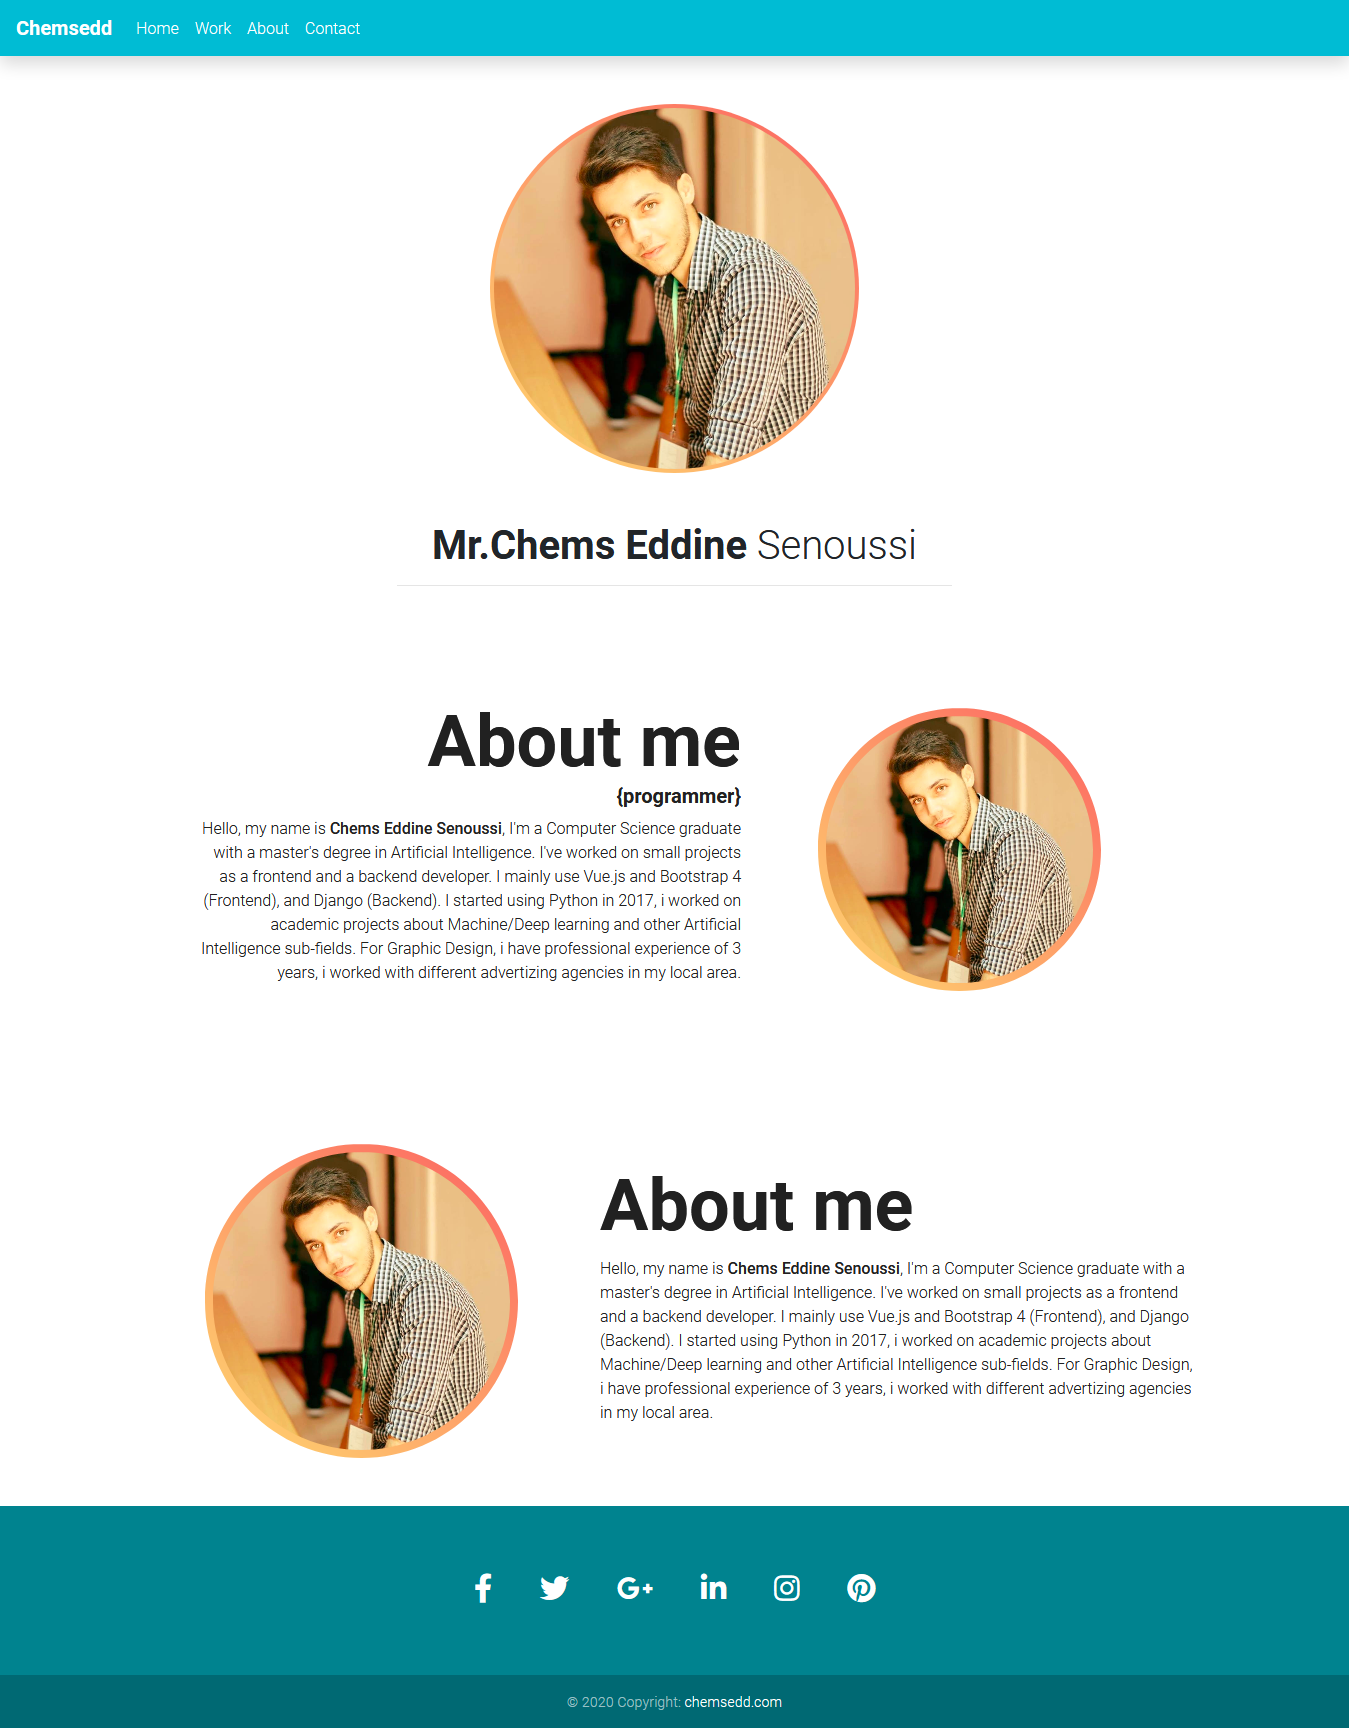 Chemsedd Home Work About Contact
Mr.Chems Eddine Senoussi
About me
{programmer}
Hello, my name is Chems Eddine Senoussi, I'm a Computer Science graduate
with a master's degree in Artificial Intelligence. I've worked on small projects
as a frontend and a backend developer. I mainly use Vue.js and Bootstrap 4
(Frontend), and Django (Backend). I started using Python in 2017, i worked on
academic projects about Machine/Deep learning and other Artificial
Intelligence sub-fields. For Graphic Design, i have professional experience of 3
years, i worked with different advertizing agencies in my local area.
About me
Hello, my name is Chems Eddine Senoussi, I'm a Computer Science graduate with a
master's degree in Artificial Intelligence. I've worked on small projects as a frontend
and a backend developer. I mainly use Vue.js and Bootstrap 4 (Frontend), and Django
(Backend). I started using Python in 2017, i worked on academic projects about
Machine/Deep learning and other Artificial Intelligence sub-fields. For Graphic Design,
i have professional experience of 3 years, i worked with different advertizing agencies
in my local area.
© 2020 Copyright: chemsedd.com